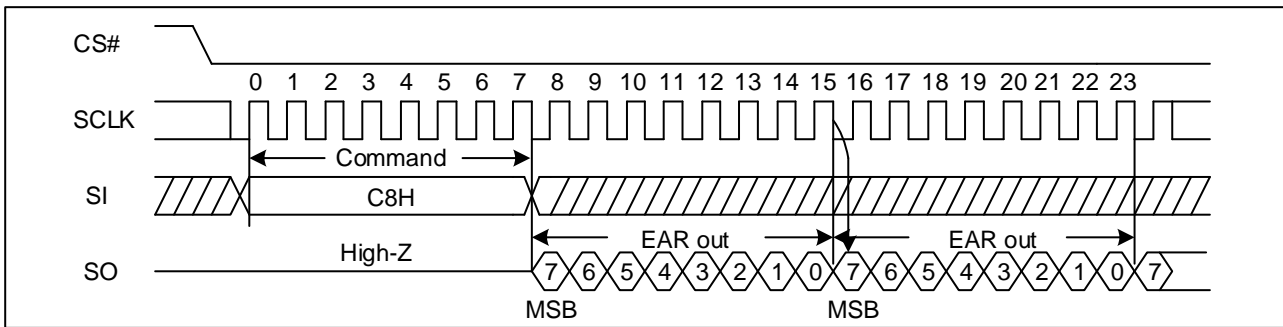 CS#
0 1 2 3 4 5 6 7 8 9 10 11 12 13 14 15 16 17 18 19 20 21 22 23
SCLK
Command
SI
C8H
EAR out EAR out
High-Z
SO
7 6 5 4 3 2 1 0 7 6 5 4 3 2 1 0 7
MSB MSB